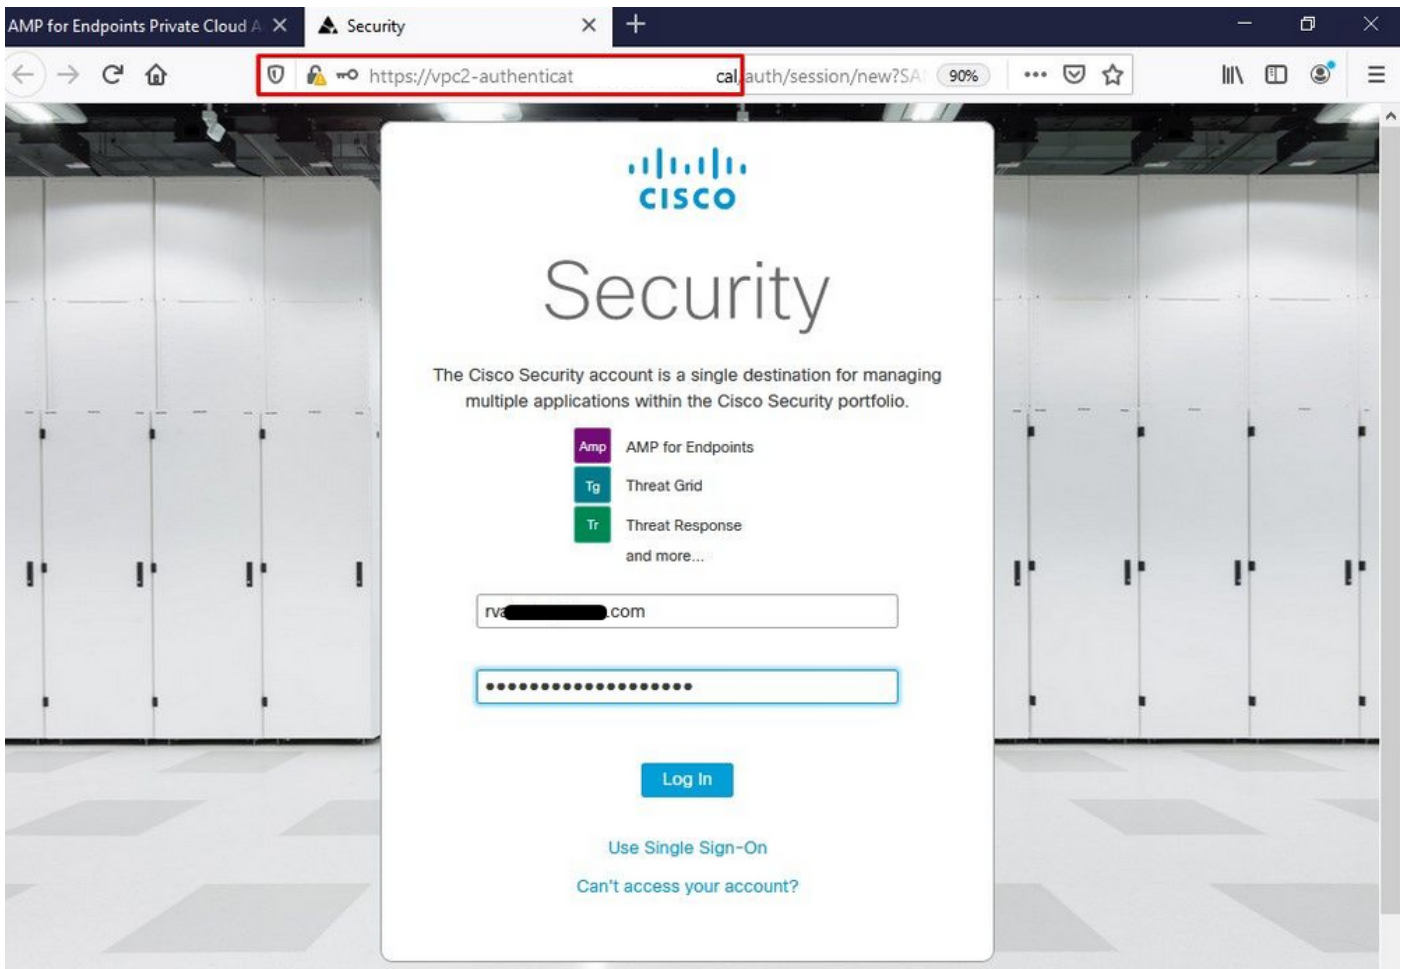 AMP for Endpoints Private Cloud A
Security
https://vpc2-authenticat cal/auth/session/new?SA 90%
CISCO
Security
The Cisco Security account is a single destination for managing
multiple applications within the Cisco Security portfolio.
Amp AMP for Endpoints
Tg Threat Grid
Tr Threat Response
and more...
rva .com
Log In
Use Single Sign-On
Can't access your account?